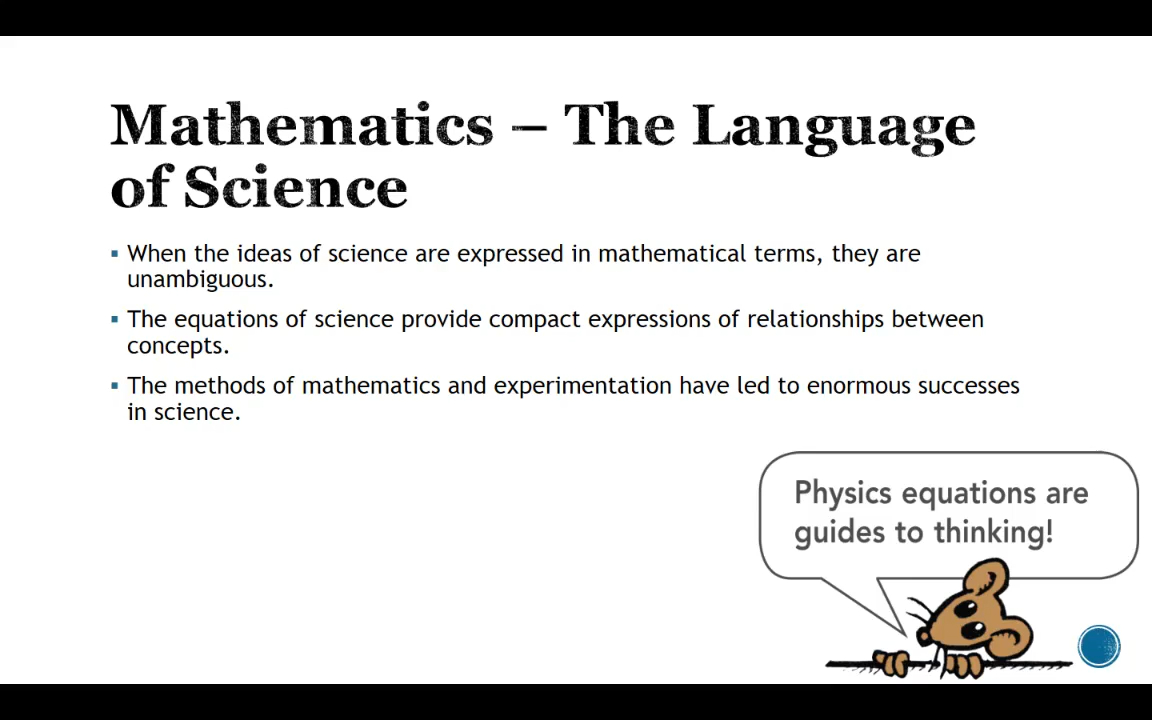 Mathematics – The Language
of Science
▪ When the ideas of science are expressed in mathematical terms, they are
unambiguous.
▪ The equations of science provide compact expressions of relationships between
concepts.
▪ The methods of mathematics and experimentation have led to enormous successes
in science.
Physics equations are
guides to thinking!